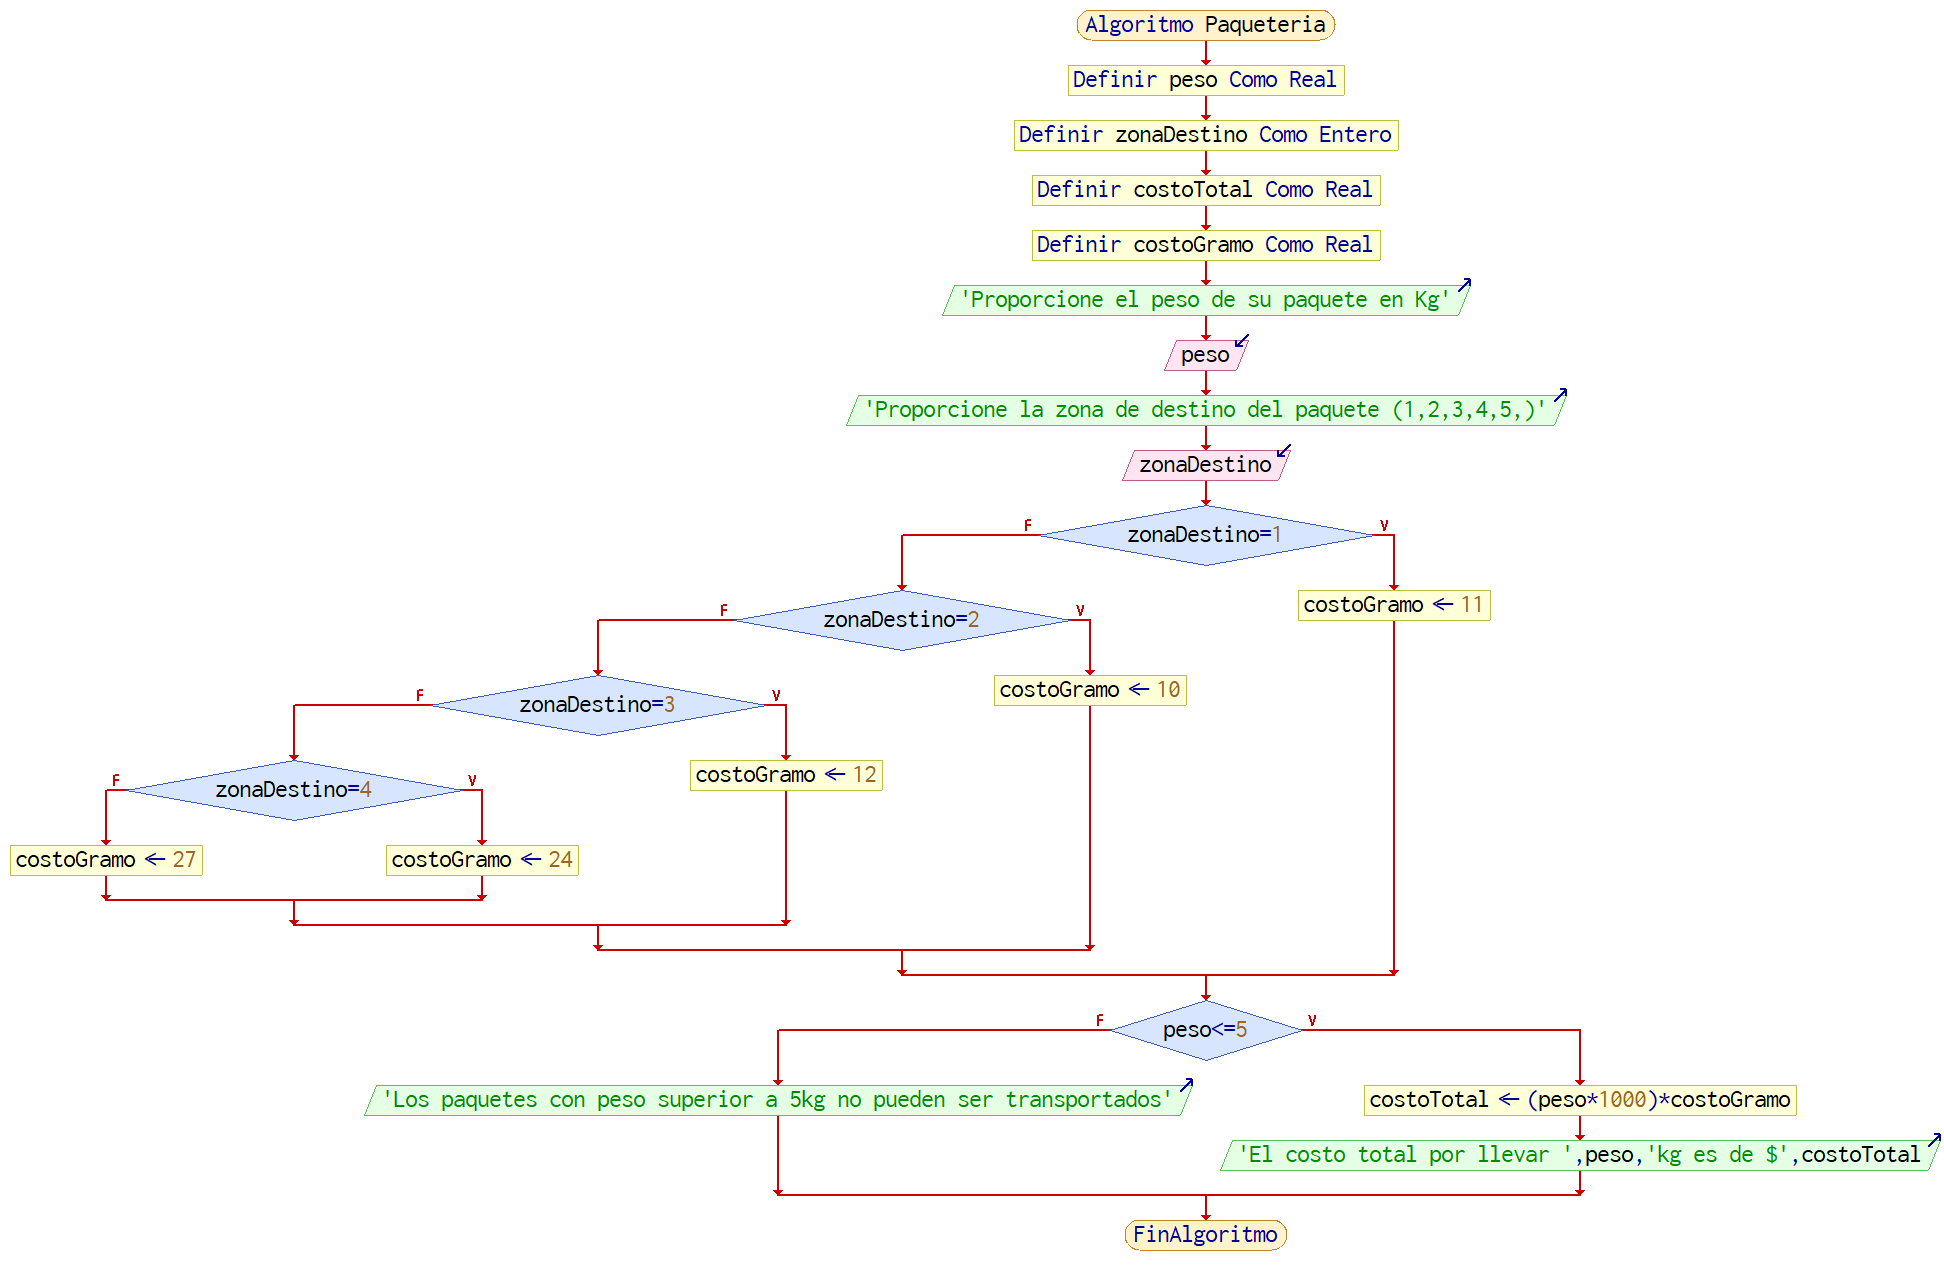 Algoritmo Paqueteria
Definir peso Como Real
Definir zonaDestino Como Entero
Definir costoTotal Como Real
Definir costoGramo Como Real
'Proporcione el peso de su paquete en Kg'
peso
'Proporcione la zona de destino del paquete (1,2,3,4,5,)'
zonaDestino
F
zonaDestino=1
V
costoGramo ← 11
F
zonaDestino=2
V
costoGramo ← 10
F
zonaDestino=3
V
costoGramo ← 12
F
zonaDestino=4
V
costoGramo ← 27
costoGramo ← 24
F
peso<=5
V
'Los paquetes con peso superior a 5kg no pueden ser transportados'
costoTotal ← (peso*1000)*costoGramo
'El costo total por llevar ',peso,'kg es de $',costoTotal
FinAlgoritmo